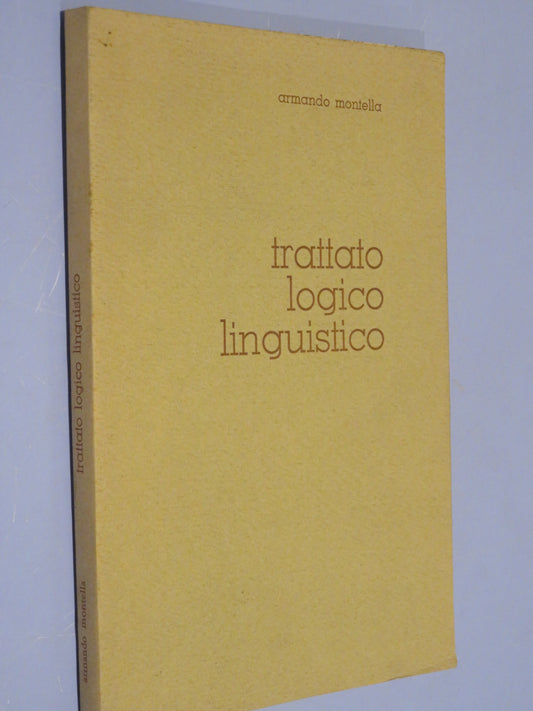 armando montella
trattato
logico
linguistico
trattato logico linguistico
armando montella